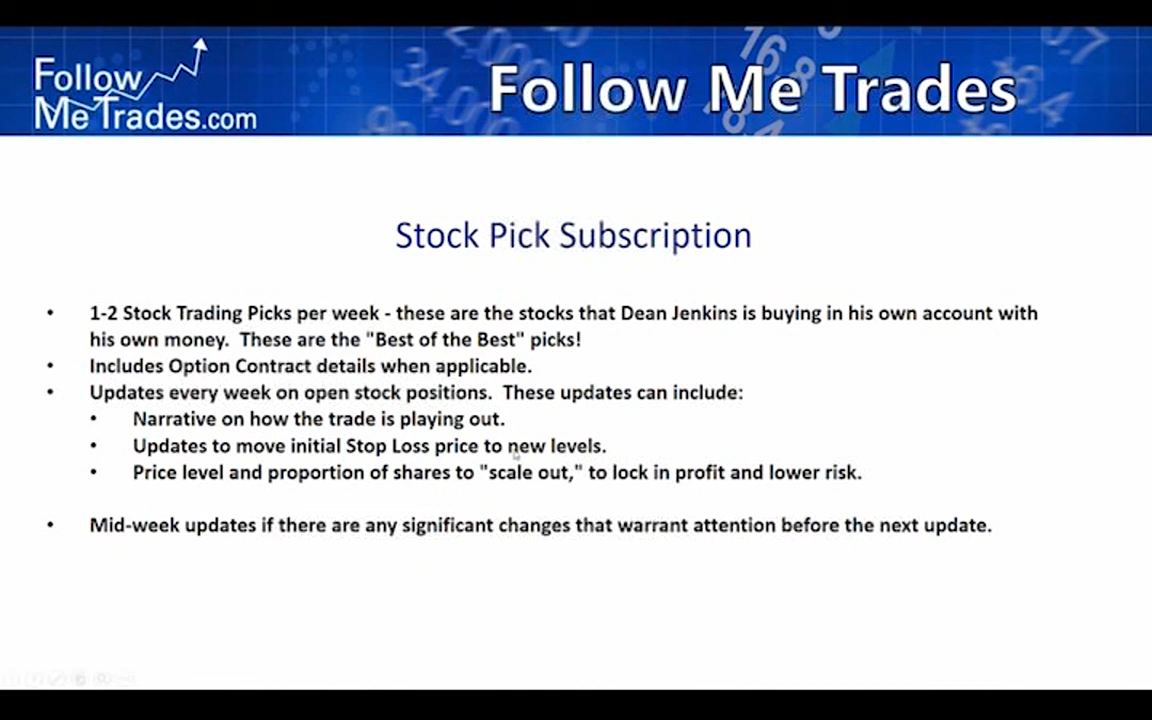 Follow
Me Trades.com
Follow Me Trades
Stock Pick Subscription
• 1-2 Stock Trading Picks per week - these are the stocks that Dean Jenkins is buying in his own account with
his own money. These are the "Best of the Best" picks!
• Includes Option Contract details when applicable.
• Updates every week on open stock positions. These updates can include:
• Narrative on how the trade is playing out.
• Updates to move initial Stop Loss price to new levels.
• Price level and proportion of shares to "scale out," to lock in profit and lower risk.
• Mid-week updates if there are any significant changes that warrant attention before the next update.